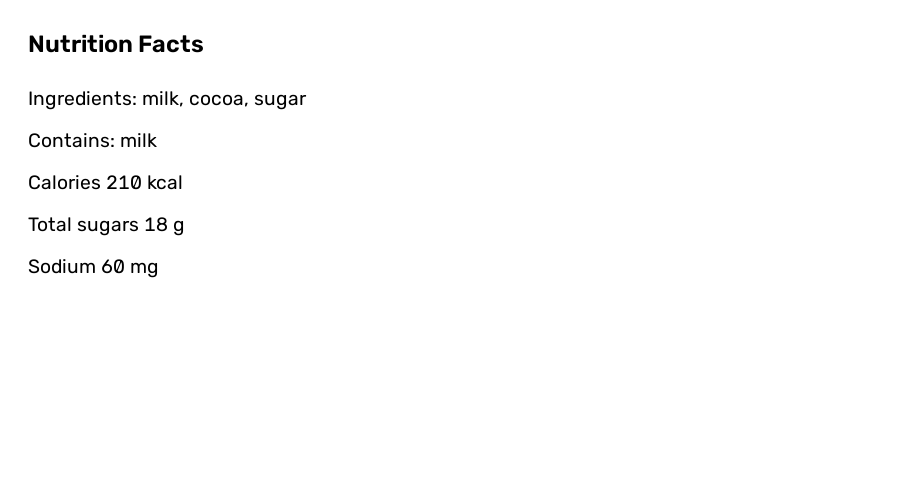 Nutrition Facts
Ingredients: milk, cocoa, sugar
Contains: milk
Calories 210 kcal
Total sugars 18 g
Sodium 60 mg